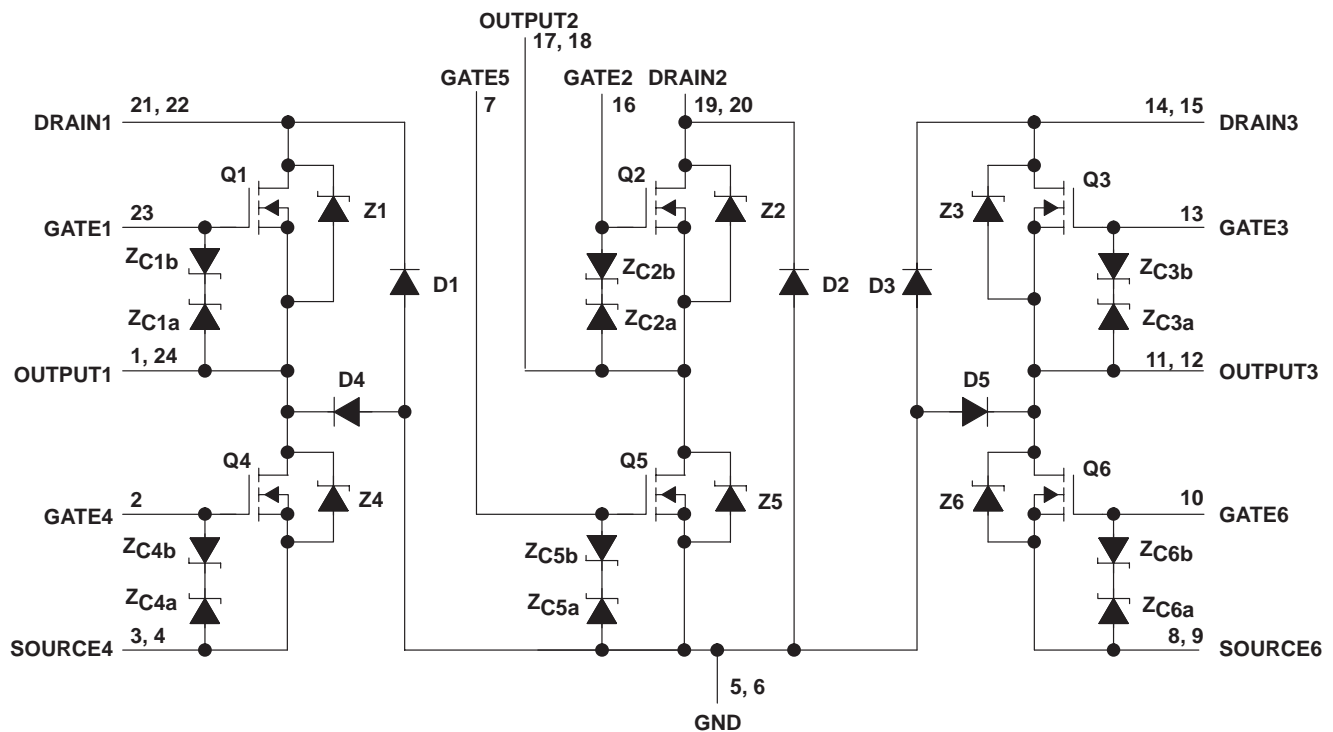 OUTPUT2
17, 18
GATE5
7
GATE2
16
DRAIN2
19, 20
DRAIN1
21, 22
14, 15
DRAIN3
Q1
Z1
Q2
Z2
Z3
Q3
GATE1
23
13
GATE3
ZC1b
D1
ZC2b
D2
D3
ZC3b
ZC1a
ZC2a
ZC3a
OUTPUT1
1, 24
11, 12
OUTPUT3
D4
D5
Q4
Z4
Q5
Z5
Z6
Q6
GATE4
2
10
GATE6
ZC4b
ZC5b
ZC6b
ZC4a
ZC5a
ZC6a
SOURCE4
3, 4
8, 9
SOURCE6
5, 6
GND